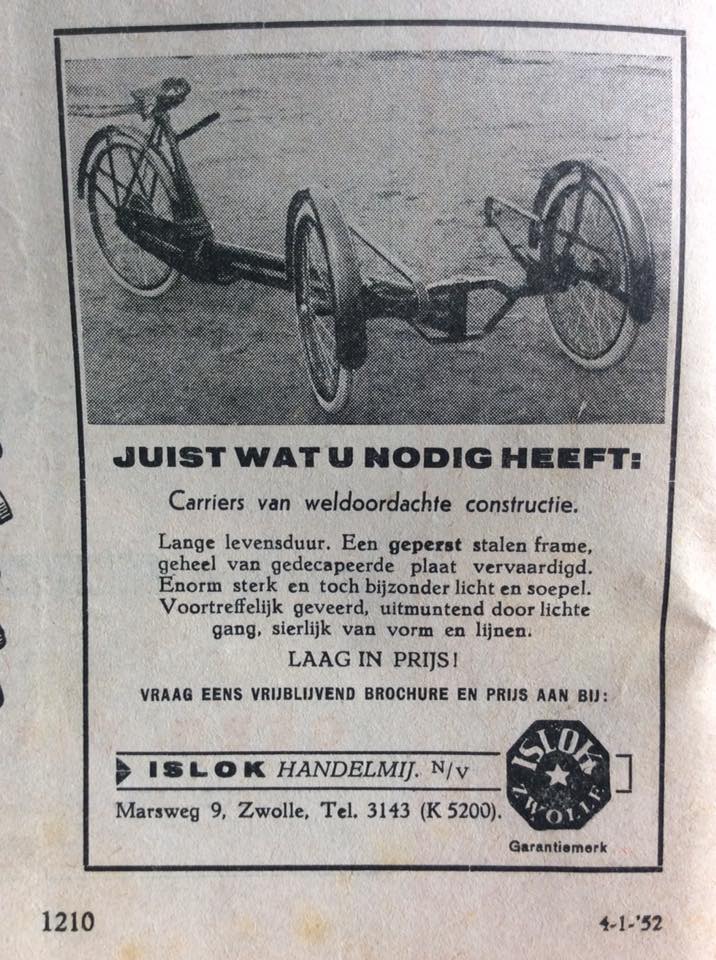 JUIST WAT U NODIG HEEFT:
Carriers van weldoordachte constructie.
Lange levensduur. Een geperst stalen frame,
geheel van gedecapeerde plaat vervaardigd.
Enorm sterk en toch bijzonder licht en soepel.
Voortreffelijk geveerd, uitmuntend door lichte
gang, sierlijk van vorm en lijnen.
LAAG IN PRIJS!
VRAAG EENS VRIJBLIJVEND BROCHURE EN PRIJS AAN BIJ:
ISLOK HANDELMIJ. N/V
Marsweg 9, Zwolle, Tel. 3143 (K 5200).
ISLOK
ZWOLLE
Garantiemerk
1210
4-1-'52